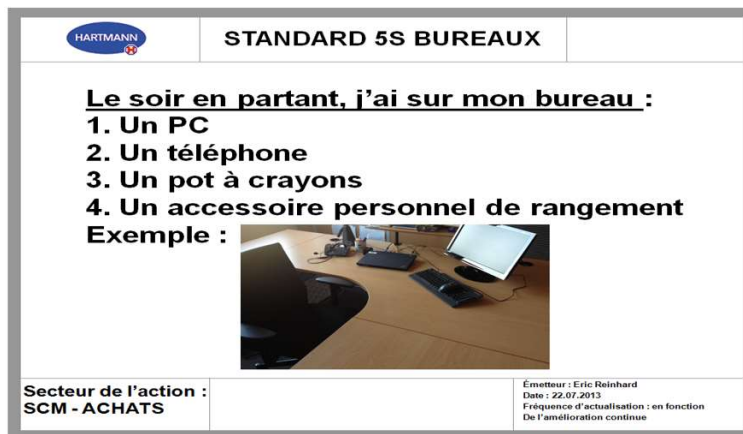 HARTMANN
STANDARD 5S BUREAUX
Le soir en partant, j'ai sur mon bureau :
1. Un PC
2. Un téléphone
3. Un pot à crayons
4. Un accessoire personnel de rangement
Exemple :
Secteur de l'action :
SCM - ACHATS
Émetteur : Eric Reinhard
Date : 22.07.2013
Fréquence d'actualisation : en fonction
De l'amélioration continue